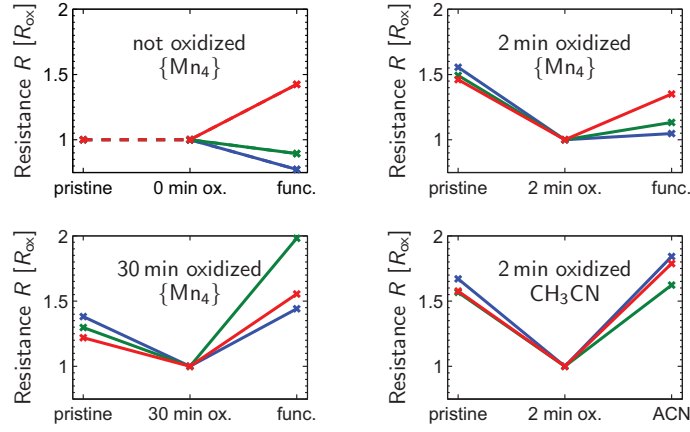 Resistance R [Rox]
2
1.5
1
not oxidized
{Mn4}
pristine
0 min ox.
func.
Resistance R [Rox]
2
1.5
1
2 min oxidized
{Mn4}
pristine
2 min ox.
func.
Resistance R [Rox]
2
1.5
1
30 min oxidized
{Mn4}
pristine
30 min ox.
func.
Resistance R [Rox]
2
1.5
1
2 min oxidized
CH3CN
pristine
2 min ox.
ACN